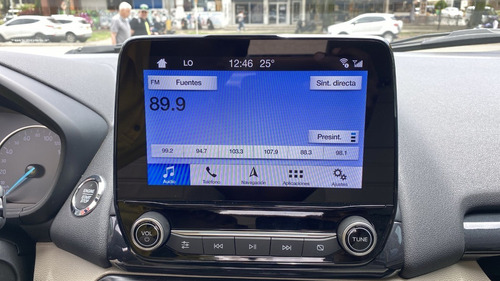 LO 12:46 25°
FM Fuentes Sint. directa
89.9
Presint.
99.2 94.7 103.3 107.9 88.3 98.1
Audio Teléfono Navegación Aplicaciones Ajustes
VOL TUNE